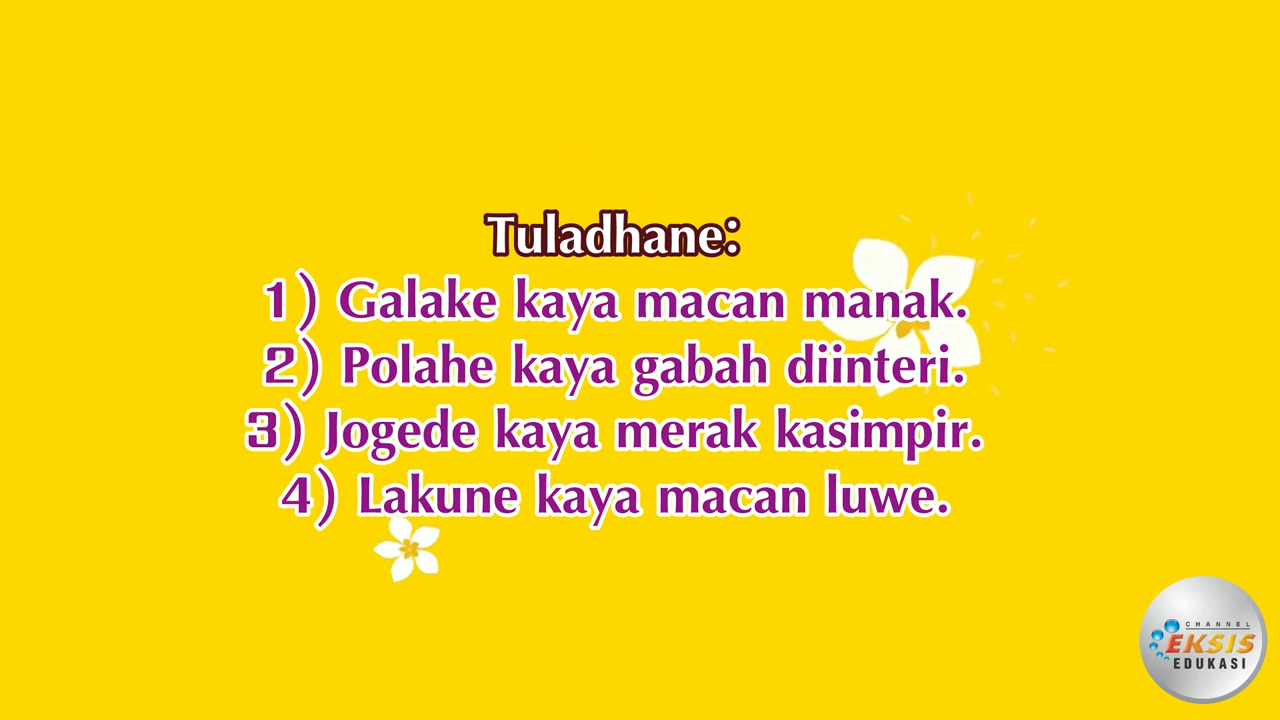 Tuladhane:
1) Galake kaya macan manak.
2) Polahe kaya gabah diinteri.
3) Jogede kaya merak kasimpir.
4) Lakune kaya macan luwe.
CHANNEL
EKSIS
EDUKASI